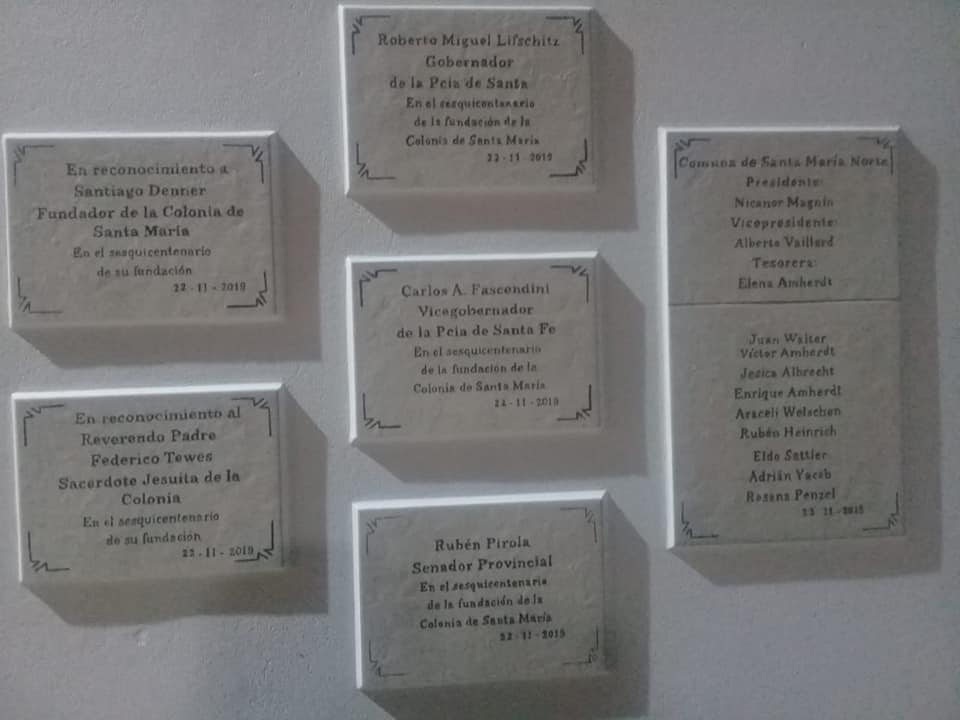 En reconocimiento a
Santiago Denner
Fundador de la Colonia de
Santa María
En el sesquicentenario
de su fundación
22-11-2019
En reconocimiento al
Reverendo Padre
Federico Tewes
Sacerdote Jesuita de la
Colonia
En el sesquicentenario
de su fundación
22-11-2019
Roberto Miguel Lifschitz
Gobernador
de la Pcia de Santa
En el sesquicentenario
de la fundación de la
Colonia de Santa María
22-11-2019
Carlos A. Fascendini
Vicegobernador
de la Pcia de Santa Fe
En el sesquicentenario
de la fundación de la
Colonia de Santa María
22-11-2019
Rubén Pirola
Senador Provincial
En el sesquicentenario
de la fundación de la
Colonia de Santa María
22-11-2019
Comuna de Santa María Norte
Presidente:
Nicanor Magnin
Vicepresidente:
Alberto Vaillard
Tesorera:
Elena Amherdt
Juan Walter
Víctor Amherdt
Jesica Albrecht
Enrique Amherdt
Araceli Welschen
Rubén Heinrich
Eldo Sattler
Adrián Yacob
Rosana Penzel